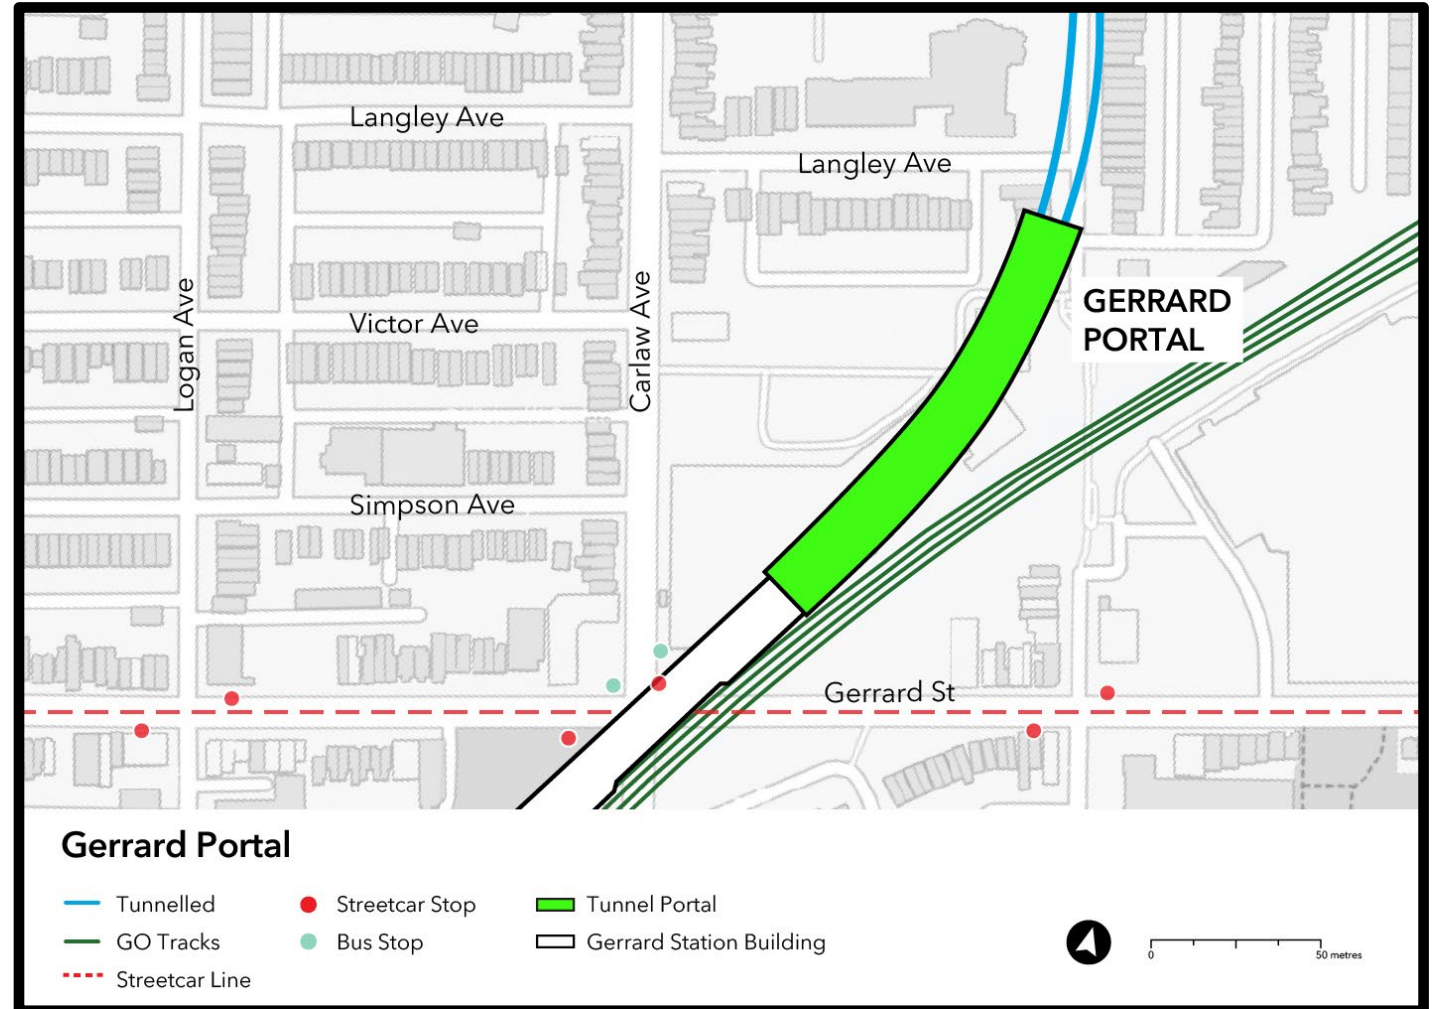 Langley Ave
Langley Ave
Logan Ave
Victor Ave
Carlaw Ave
GERRARD
PORTAL
Simpson Ave
Gerrard St
Gerrard Portal
Tunnelled
Streetcar Stop
Tunnel Portal
GO Tracks
Bus Stop
Gerrard Station Building
Streetcar Line
0
50 metres